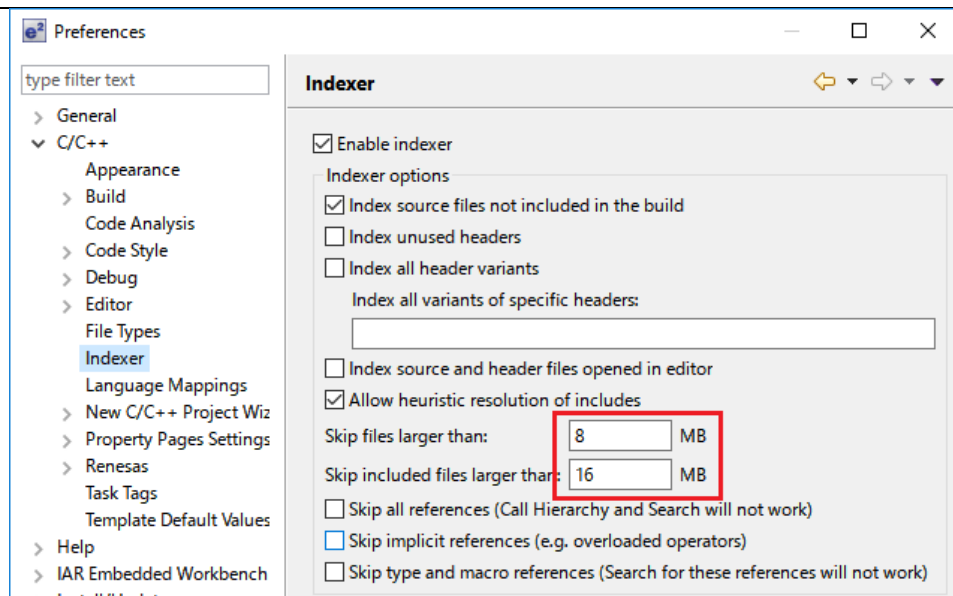 e² Preferences
type filter text
Indexer
General
C/C++
Appearance
Build
Code Analysis
Code Style
Debug
Editor
File Types
Indexer
Language Mappings
New C/C++ Project Wiz
Property Pages Settings
Renesas
Task Tags
Template Default Values
Help
IAR Embedded Workbench
Enable indexer
Indexer options
Index source files not included in the build
Index unused headers
Index all header variants
Index all variants of specific headers:
Index source and header files opened in editor
Allow heuristic resolution of includes
Skip files larger than: 8 MB
Skip included files larger than: 16 MB
Skip all references (Call Hierarchy and Search will not work)
Skip implicit references (e.g. overloaded operators)
Skip type and macro references (Search for these references will not work)